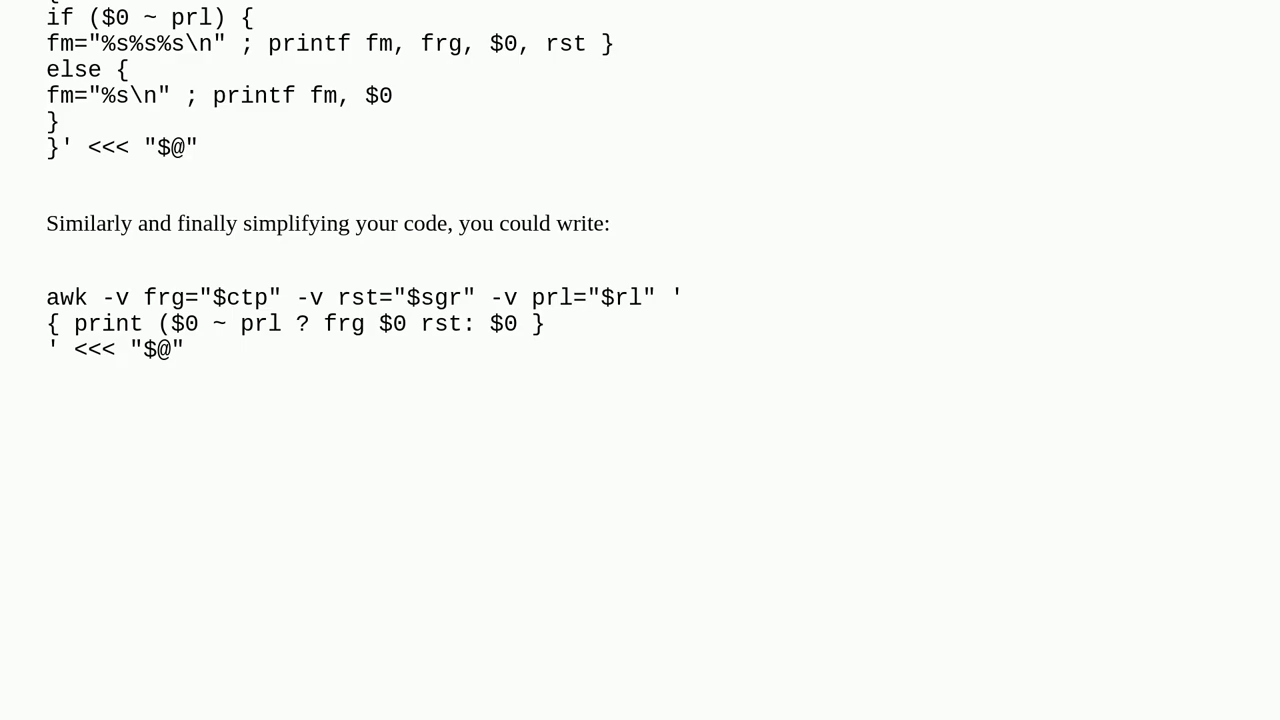 if ($0 ~ prl) {
fm="%s%s%s\n" ; printf fm, frg, $0, rst }
else {
fm="%s\n" ; printf fm, $0
}
}' <<< "$@"
Similarly and finally simplifying your code, you could write:
awk -v frg="$ctp" -v rst="$sgr" -v prl="$rl" '
{ print ($0 ~ prl ? frg $0 rst: $0 }
' <<< "$@"